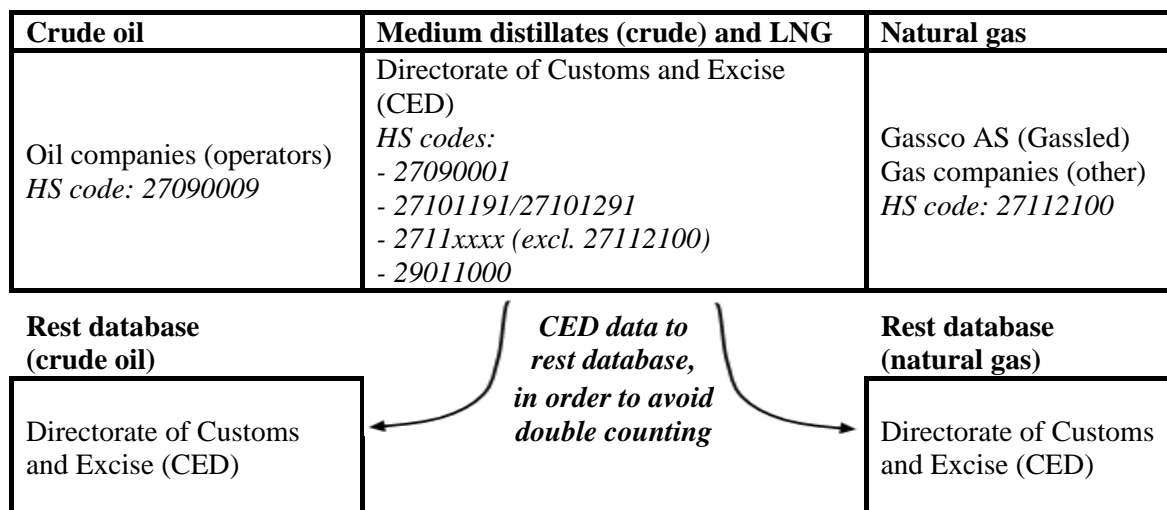 Crude oil
Medium distillates (crude) and LNG
Natural gas
Oil companies (operators)
HS code: 27090009
Directorate of Customs and Excise
(CED)
HS codes:
- 27090001
- 27101191/27101291
- 2711xxxx (excl. 27112100)
- 29011000
Gassco AS (Gassled)
Gas companies (other)
HS code: 27112100
Rest database
(crude oil)
CED data to
rest database,
in order to avoid
double counting
Rest database
(natural gas)
Directorate of Customs
and Excise (CED)
Directorate of Customs
and Excise (CED)